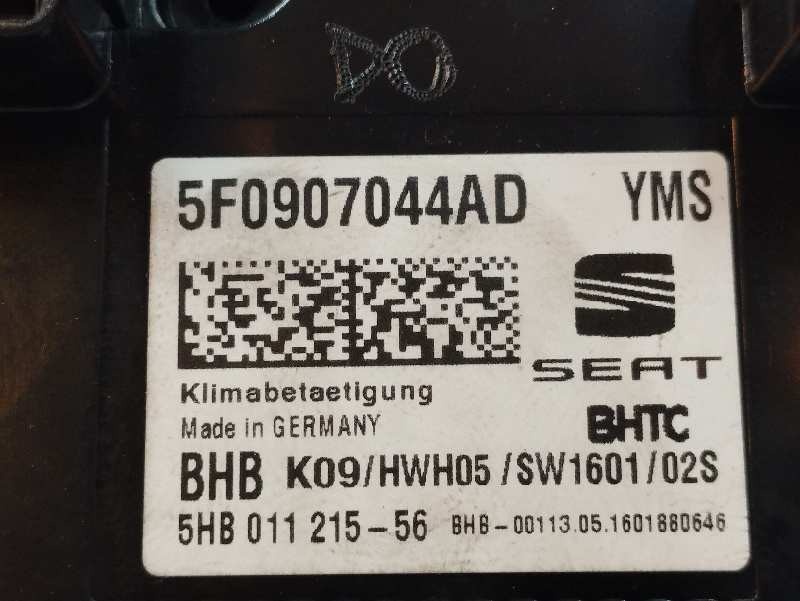 5F0907044AD YMS
SEAT
Klimabetaetigung
Made in GERMANY
BHTC
BHB K09/HWH05/SW1601/02S
5HB 011 215-56 BHB-00113.05.1601880646